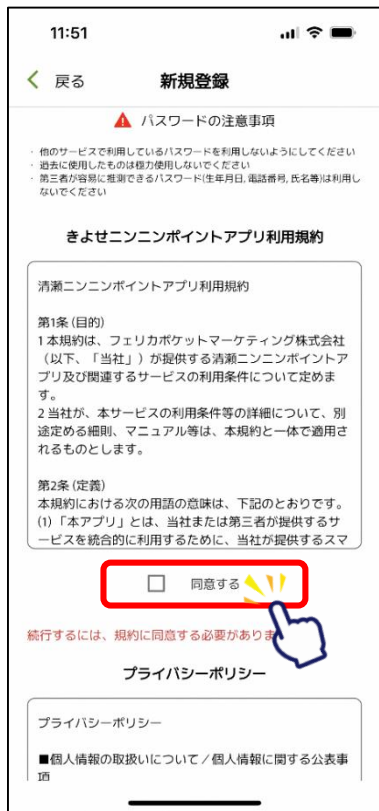 11:51
戻る 新規登録
パスワードの注意事項
・ 他のサービスで利用しているパスワードを利用しないようにしてください
・ 過去に使用したものは極力使用しないでください
・ 第三者が容易に推測できるパスワード(生年月日, 電話番号, 氏名等)は利用し
ないでください
きよせニンニンポイントアプリ利用規約
清瀬ニンニンポイントアプリ利用規約
第1条 (目的)
1 本規約は、フェリカポケットマーケティング株式会社
（以下、「当社」）が提供する清瀬ニンニンポイントア
プリ及び関連するサービスの利用条件について定めま
す。
2 当社が、本サービスの利用条件等の詳細について、別
途定める細則、マニュアル等は、本規約と一体で適用さ
れるものとします。
第2条 (定義)
本規約における次の用語の意味は、下記のとおりです。
(1) 「本アプリ」とは、当社または第三者が提供するサ
ービスを統合的に利用するために、当社が提供するスマ
同意する
続行するには、規約に同意する必要がありま
プライバシーポリシー
プライバシーポリシー
■個人情報の取扱いについて / 個人情報に関する公表事
項